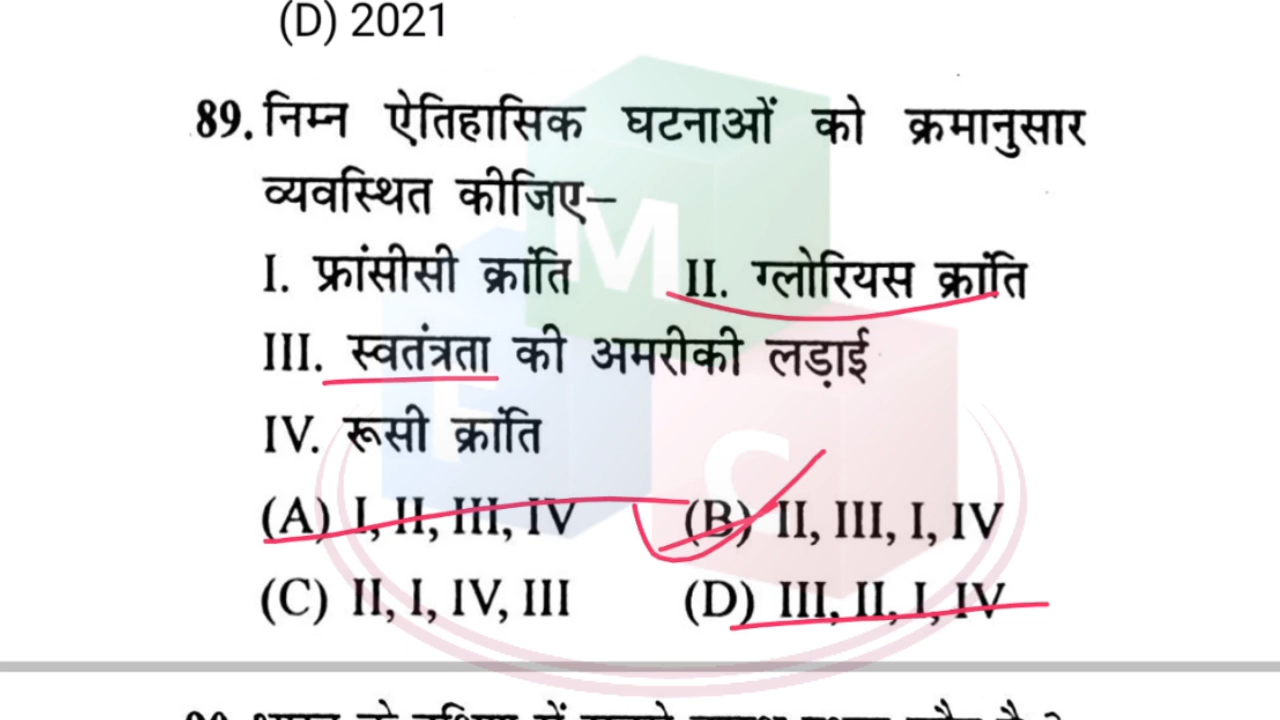 (D) 2021
89. निम्न ऐतिहासिक घटनाओं को क्रमानुसार
व्यवस्थित कीजिए–
I. फ्रांसीसी क्रांति II. ग्लोरियस क्रांति
III. स्वतंत्रता की अमरीकी लड़ाई
IV. रूसी क्रांति
(A) I, II, III, IV (B) II, III, I, IV
(C) II, I, IV, III (D) III, II, I, IV
M
F
C